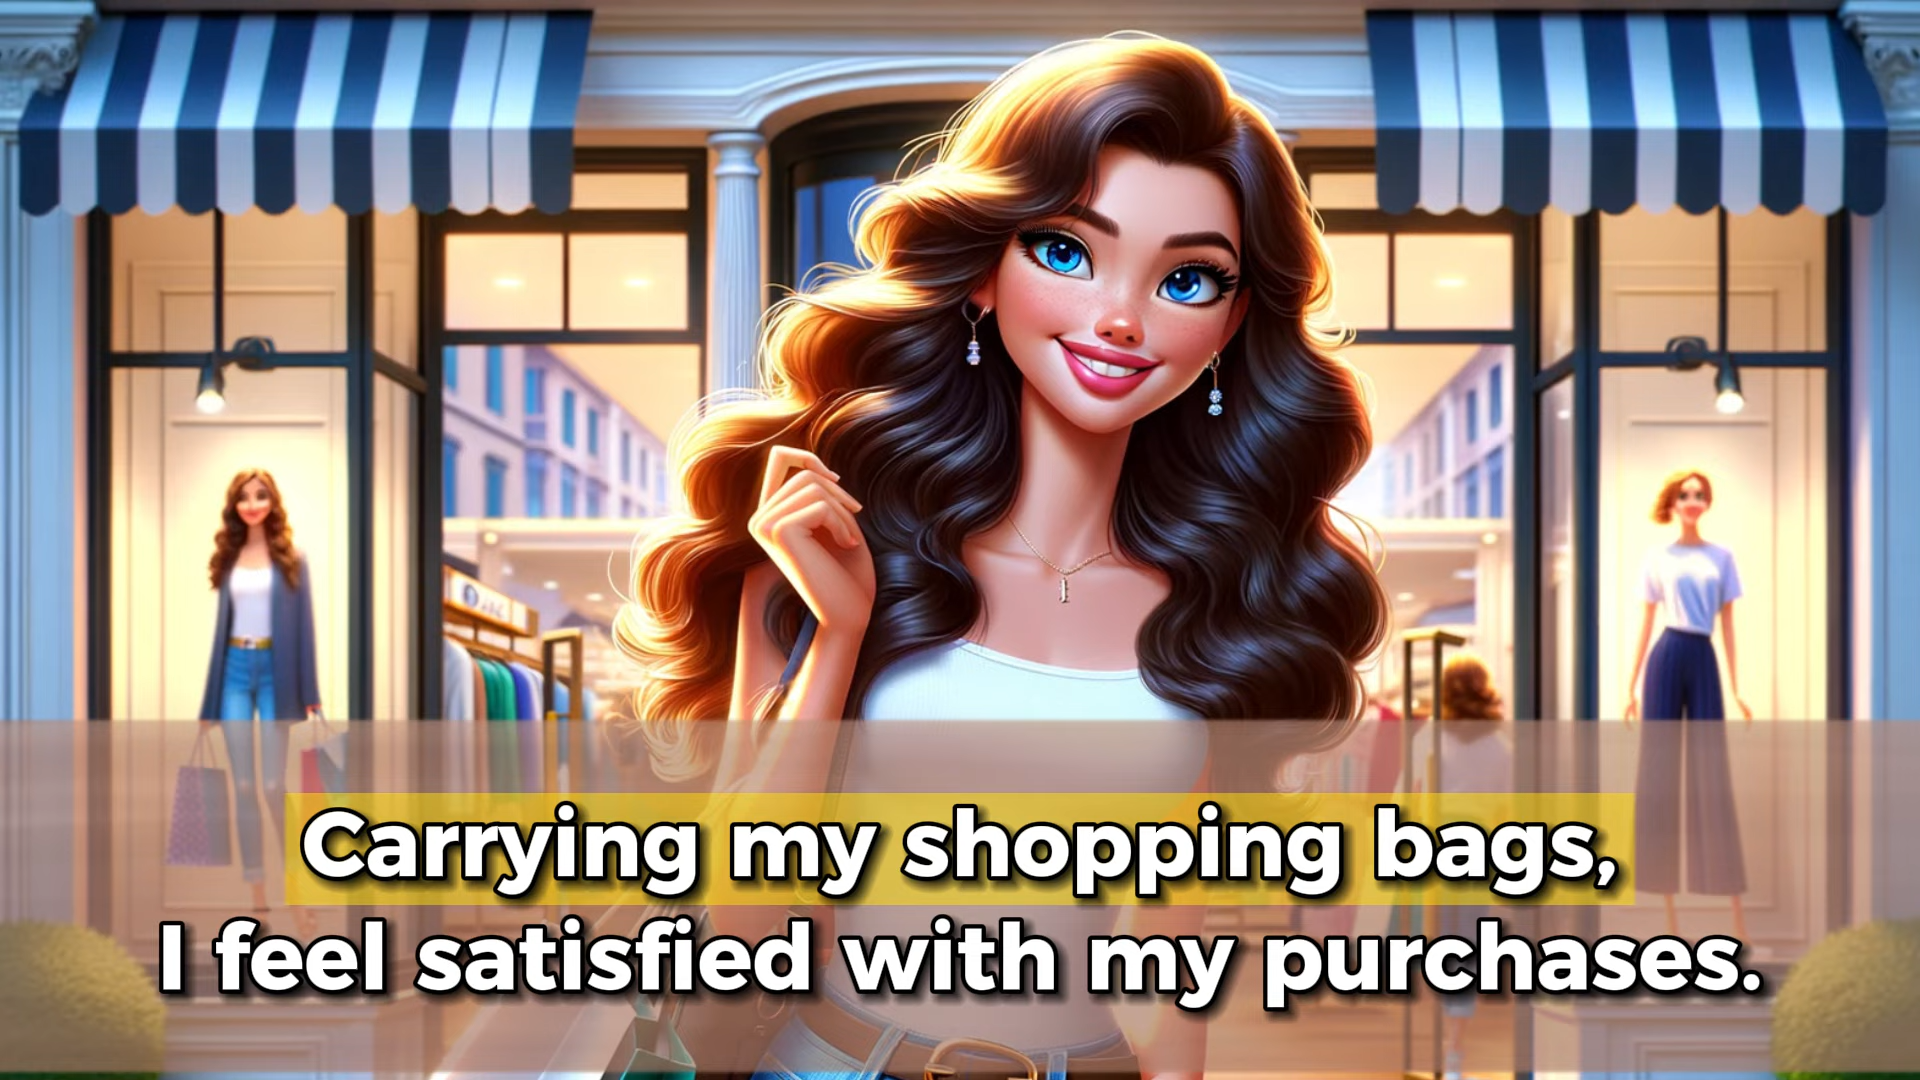 Carrying my shopping bags,
I feel satisfied with my purchases.